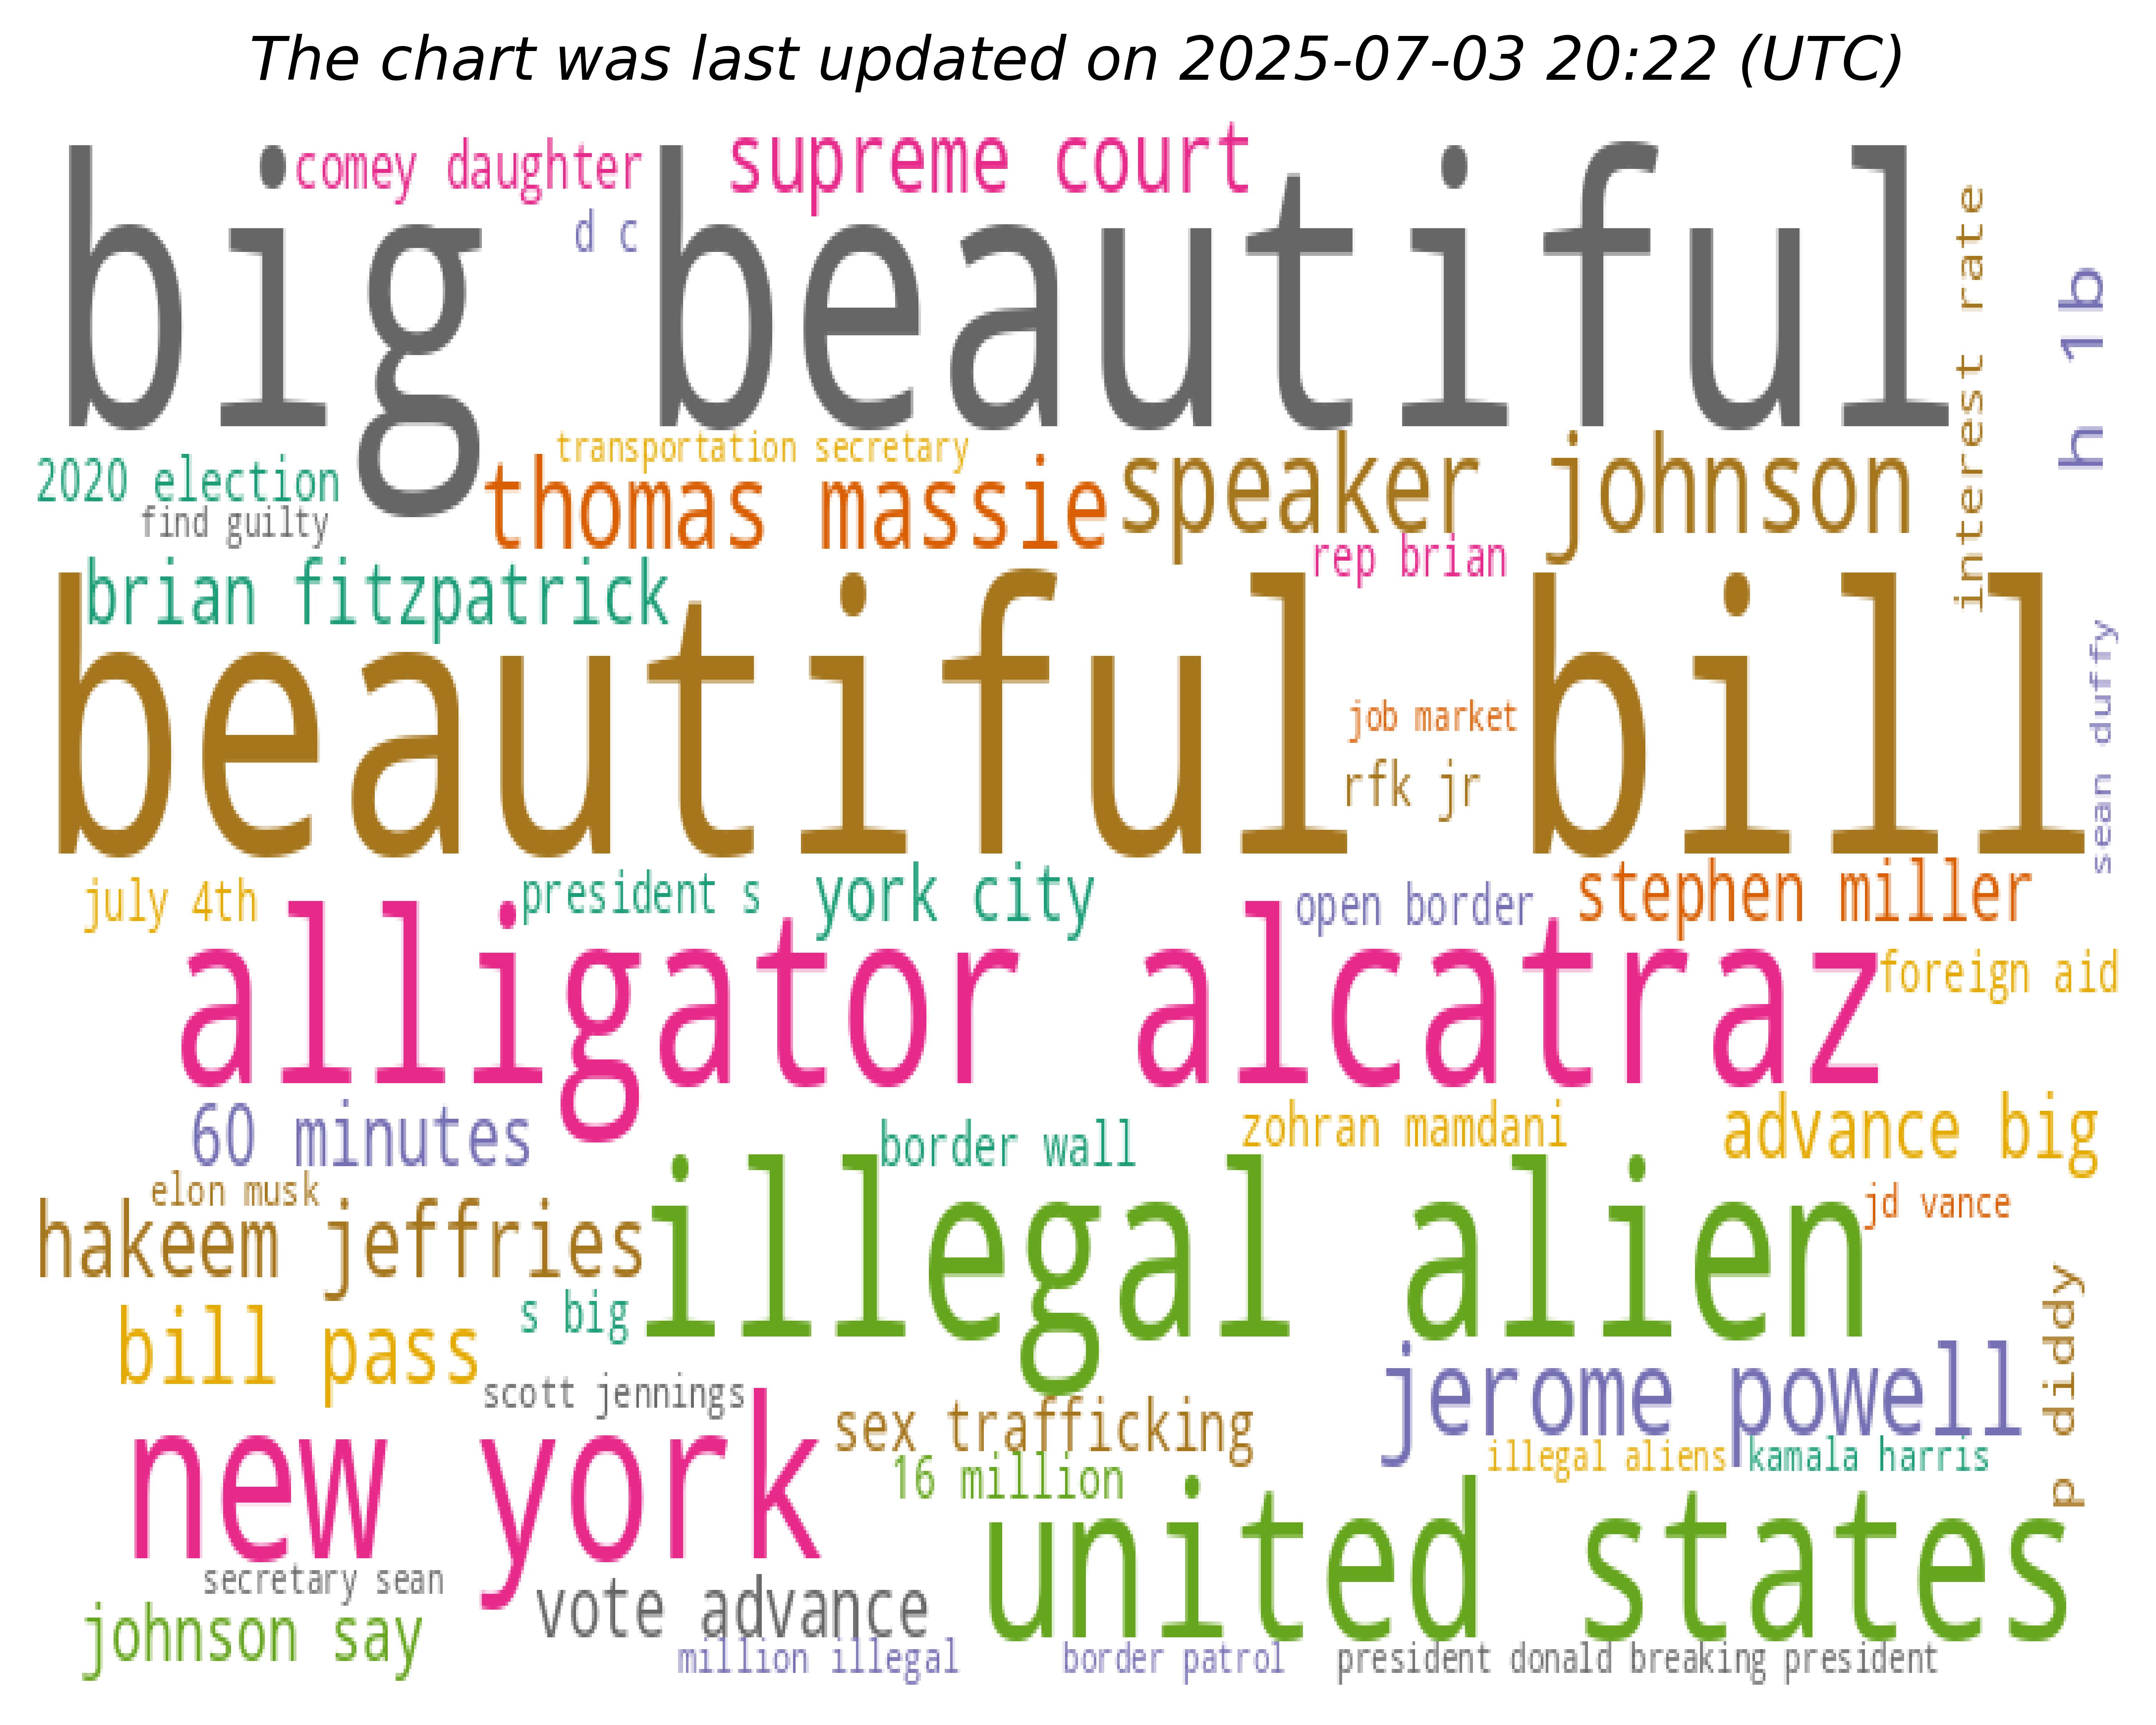 The chart was last updated on 2025-07-03 20:22 (UTC)
comey daughter
supreme court
d c
big beautiful
interest rate
h 1b
transportation secretary
2020 election
find guilty
thomas massie
speaker johnson
rep brian
brian fitzpatrick
beautiful bill
job market
rfk jr
sean duffy
july 4th
president s
york city
open border
stephen miller
alligator alcatraz
foreign aid
60 minutes
border wall
zohran mamdani
advance big
elon musk
hakeem jeffries
illegal alien
jd vance
s big
bill pass
scott jennings
jerome powell
p diddy
new york
sex trafficking
16 million
illegal aliens
kamala harris
united states
secretary sean
vote advance
johnson say
million illegal
border patrol
president donald
breaking president